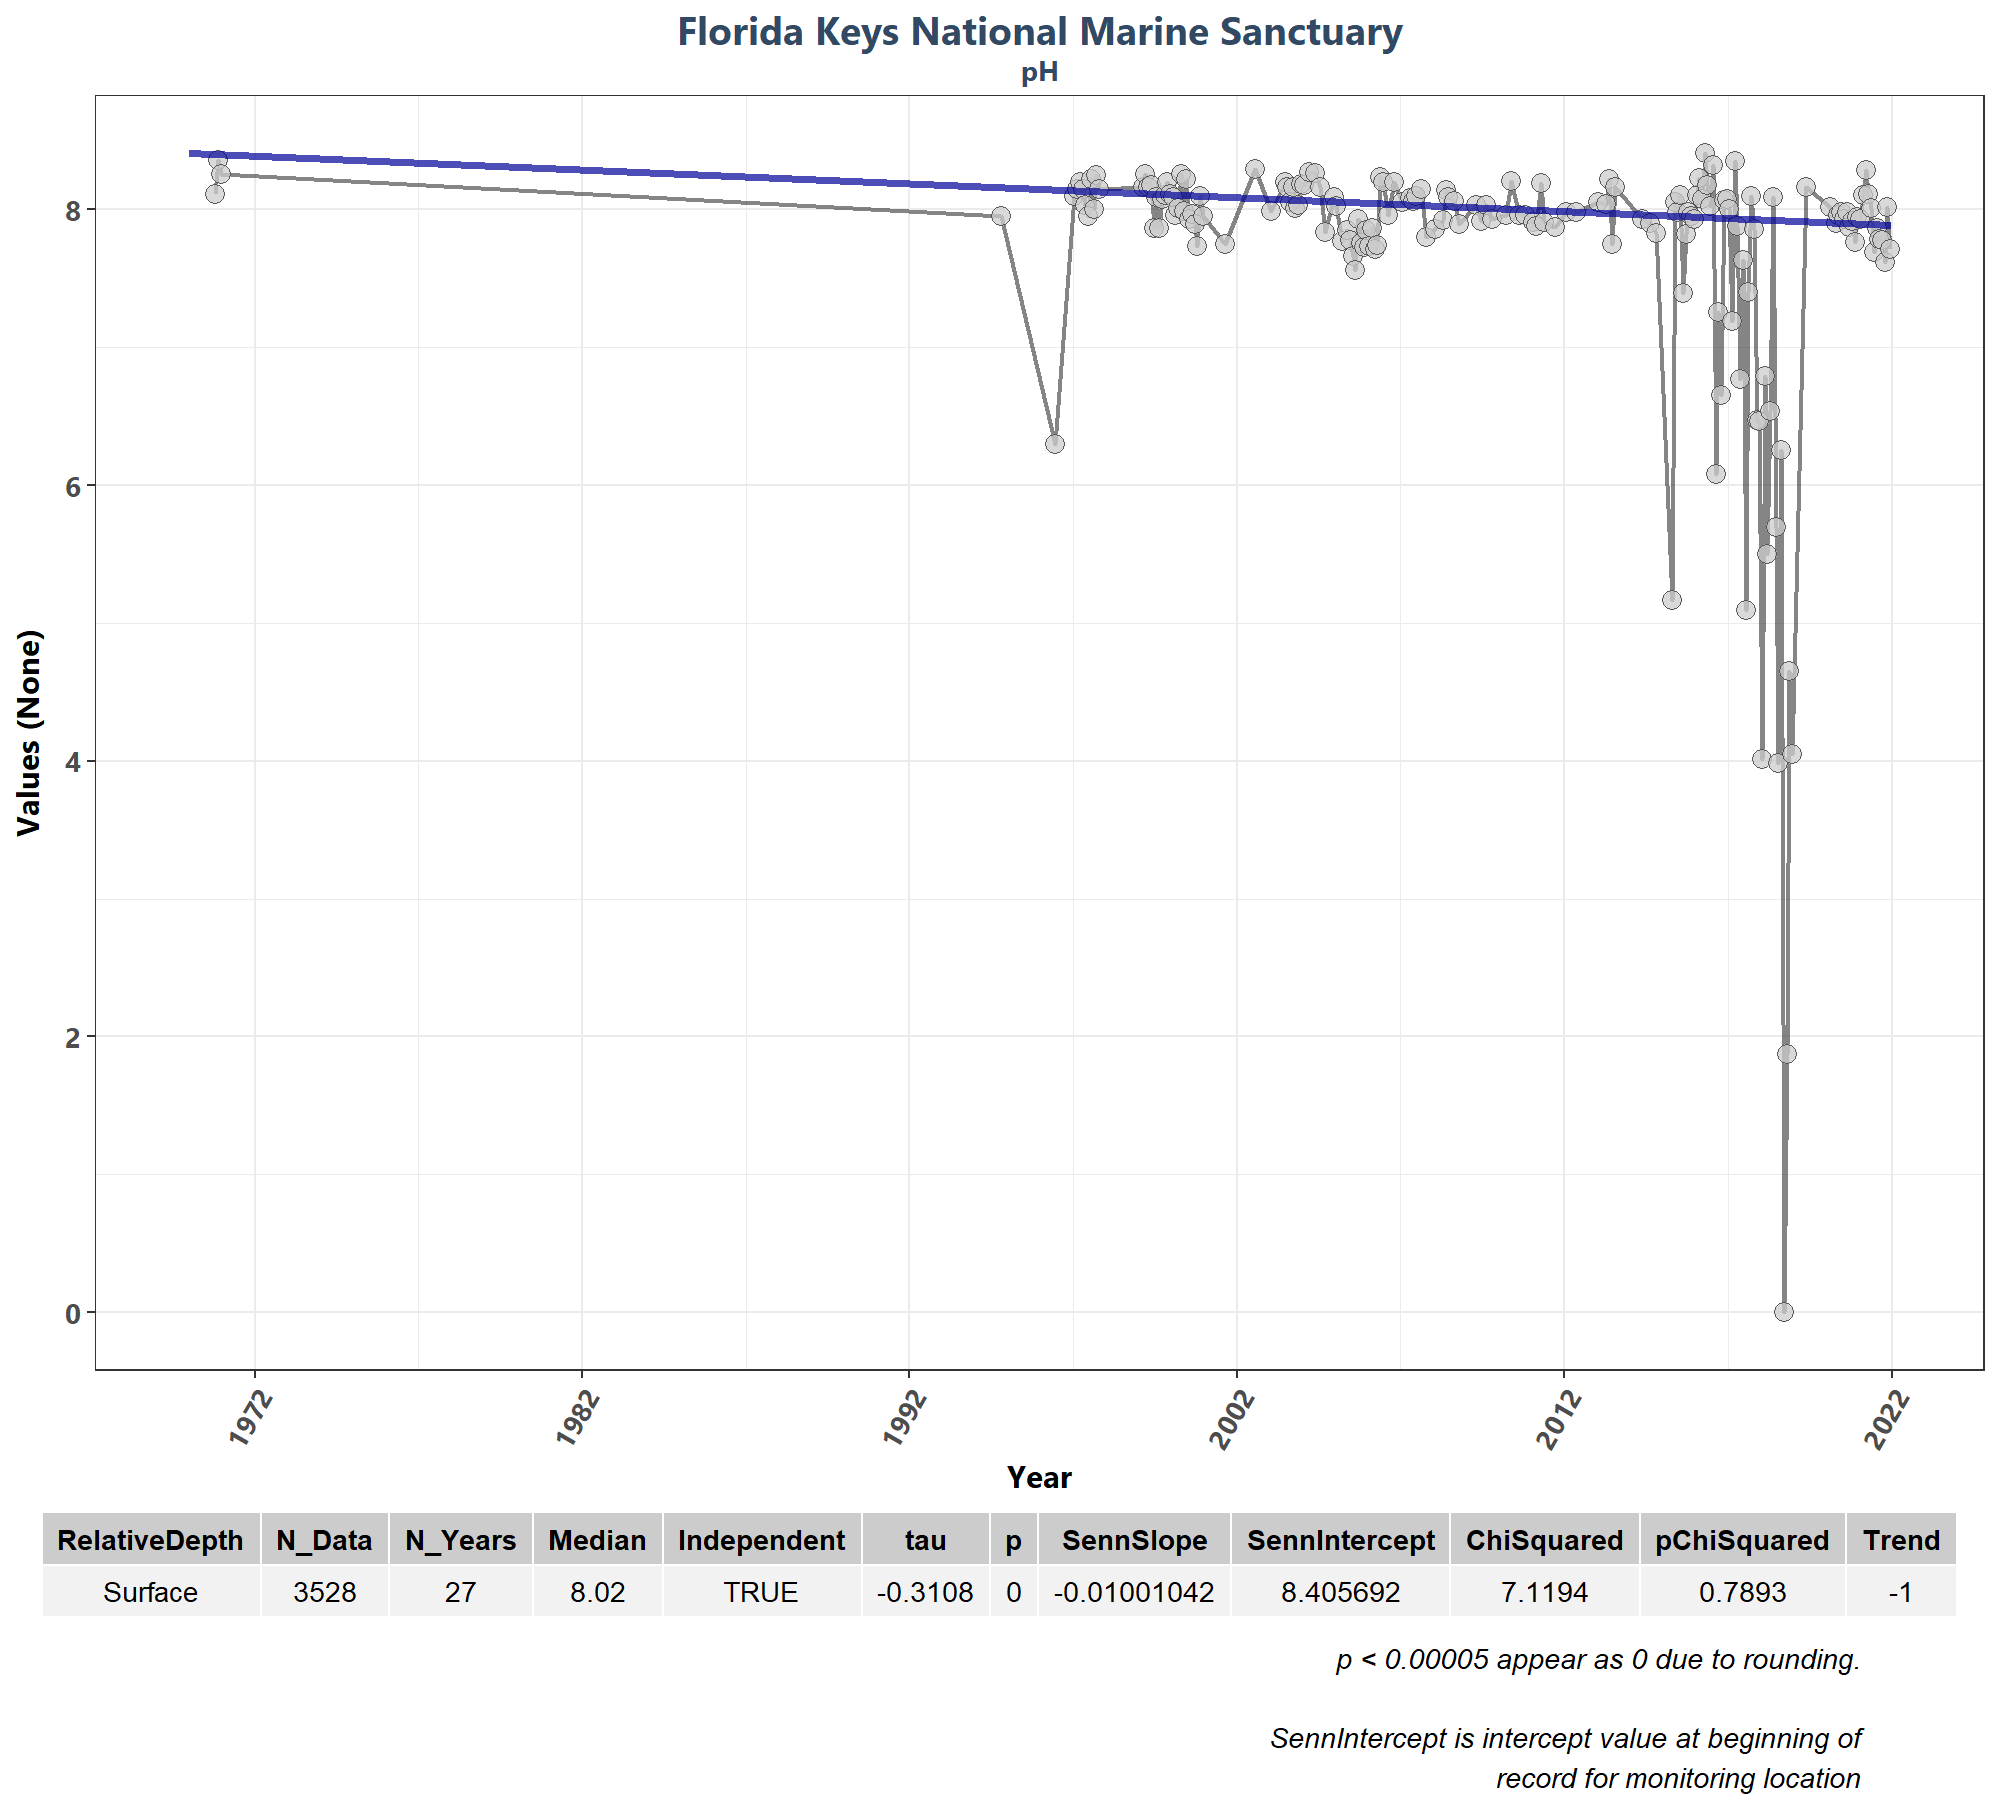 Florida Keys National Marine Sanctuary
pH
Values (None)
8
6
4
2
0
1972 1982 1992 2002 2012 2022
Year
RelativeDepth N_Data N_Years Median Independent tau p SennSlope SennIntercept ChiSquared pChiSquared Trend
Surface 3528 27 8.02 TRUE -0.3108 0 -0.01001042 8.405692 7.1194 0.7893 -1
p < 0.00005 appear as 0 due to rounding.
SennIntercept is intercept value at beginning of
record for monitoring location